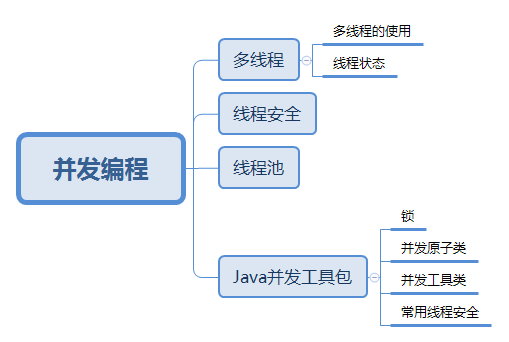 并发编程
多线程
多线程的使用
线程状态
线程安全
线程池
Java并发工具包
锁
并发原子类
并发工具类
常用线程安全